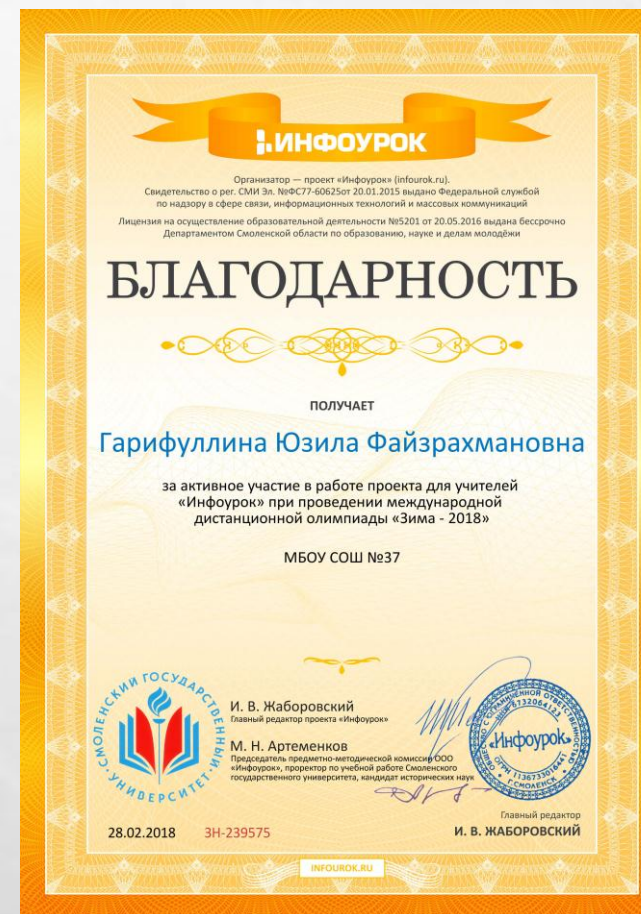 ИНФОУРОК
Организатор — проект «Инфоурок» (infourok.ru).
Свидетельство о рег. СМИ Эл. №ФС77-60625от 20.01.2015 выдано Федеральной службой
по надзору в сфере связи, информационных технологий и массовых коммуникаций
Лицензия на осуществление образовательной деятельности №5201 от 20.05.2016 выдана бессрочно
Департаментом Смоленской области по образованию, науке и делам молодёжи
БЛАГОДАРНОСТЬ
ПОЛУЧАЕТ
Гарифуллина Юзила Файзрахмановна
за активное участие в работе проекта для учителей
«Инфоурок» при проведении международной
дистанционной олимпиады «Зима - 2018»
МБОУ СОШ №37
СМОЛЕНСКИЙ ГОСУДАРСТВЕННЫЙ УНИВЕРСИТЕТ
И. В. Жаборовский
Главный редактор проекта «Инфоурок»
М. Н. Артеменков
Председатель предметно-методической комиссии ООО
«Инфоурок», проректор по учебной работе Смоленского
государственного университета, кандидат исторических наук
ОБЩЕСТВО С ОГРАНИЧЕННОЙ ОТВЕТСТВЕННОСТЬЮ
«Инфоурок»
Г.СМОЛЕНСК
Главный редактор
И. В. ЖАБОРОВСКИЙ
28.02.2018 ЗН-239575
INFOUROK.RU